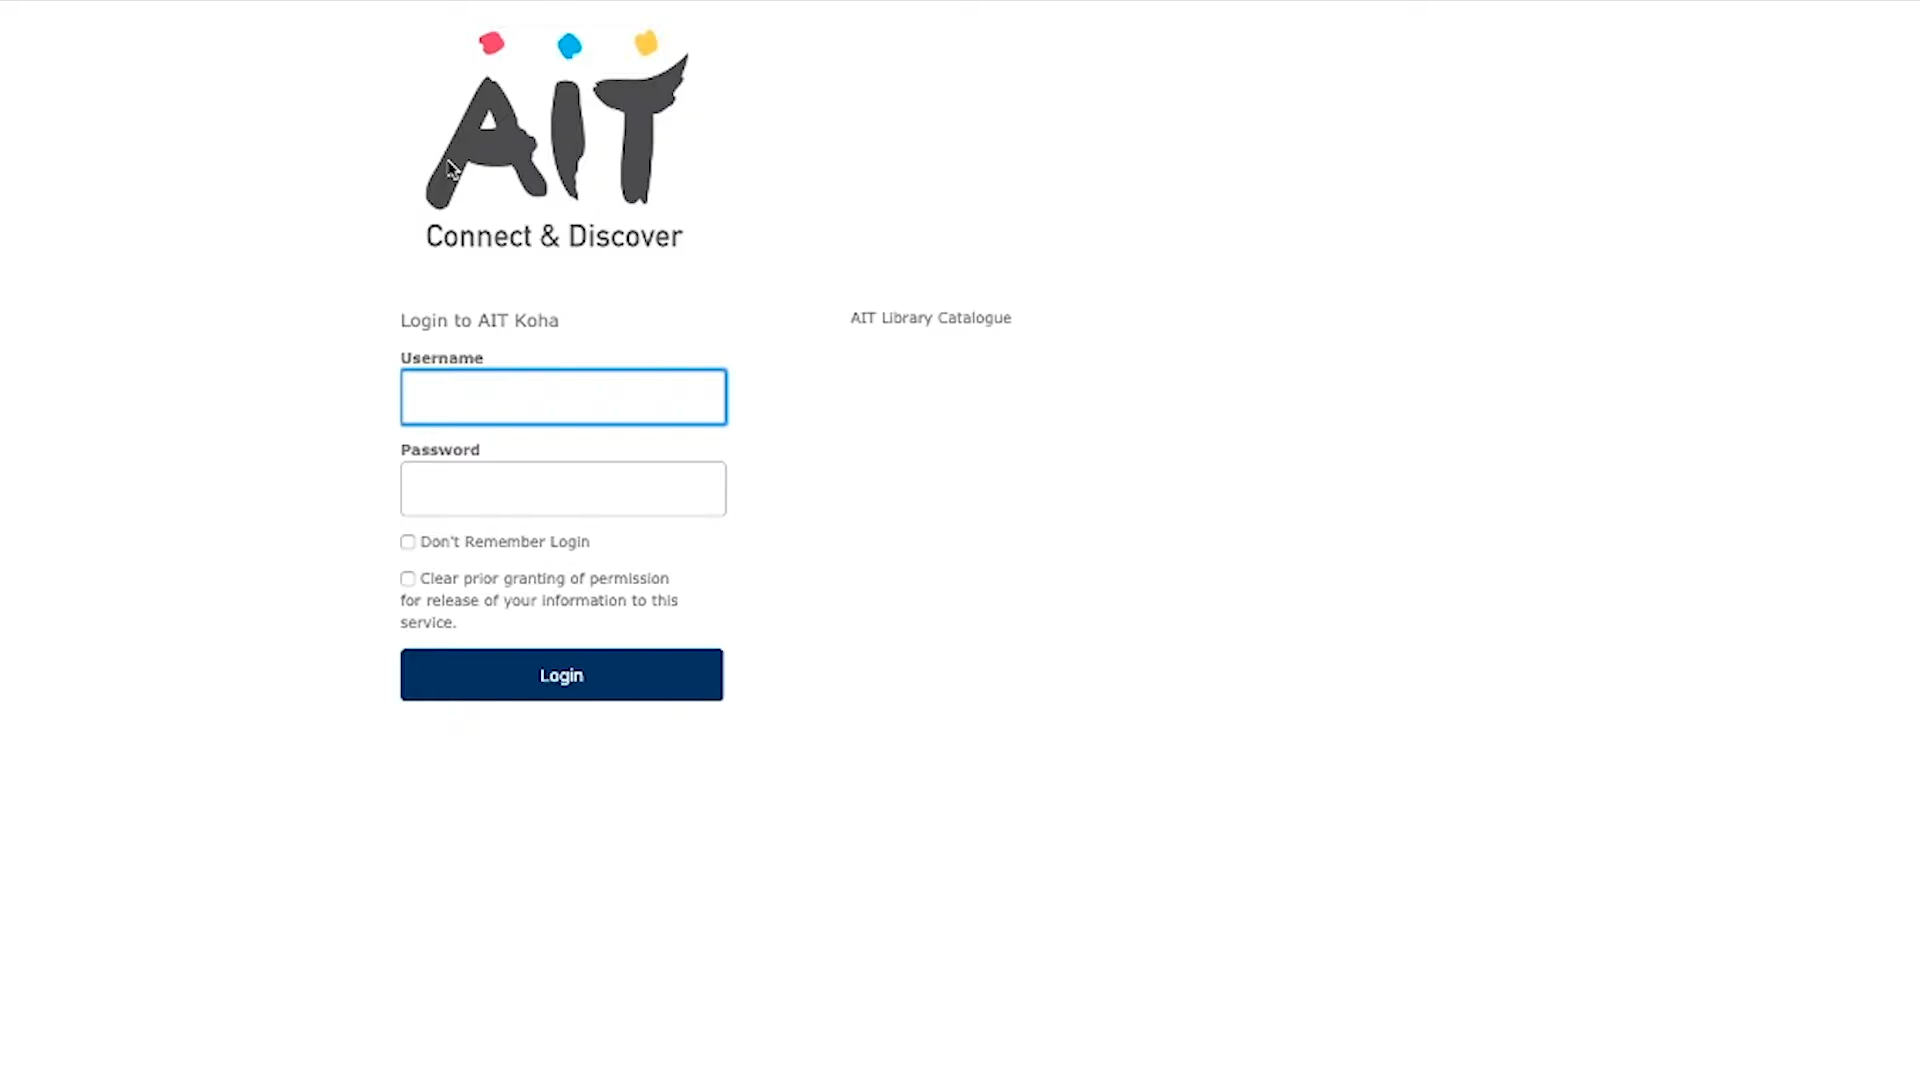 AIT
Connect & Discover
Login to AIT Koha
AIT Library Catalogue
Username
Password
Don't Remember Login
Clear prior granting of permission
for release of your information to this
service.
Login